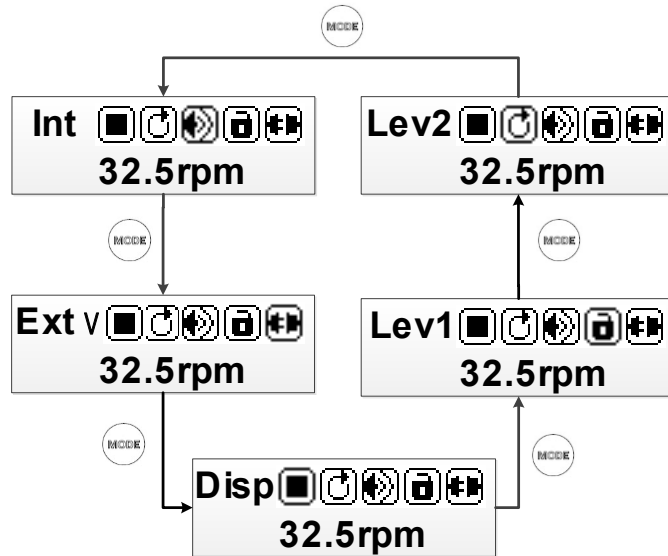 MODE
Int
32.5rpm
Lev2
32.5rpm
MODE
MODE
Ext V
32.5rpm
Lev1
32.5rpm
MODE
MODE
Disp
32.5rpm